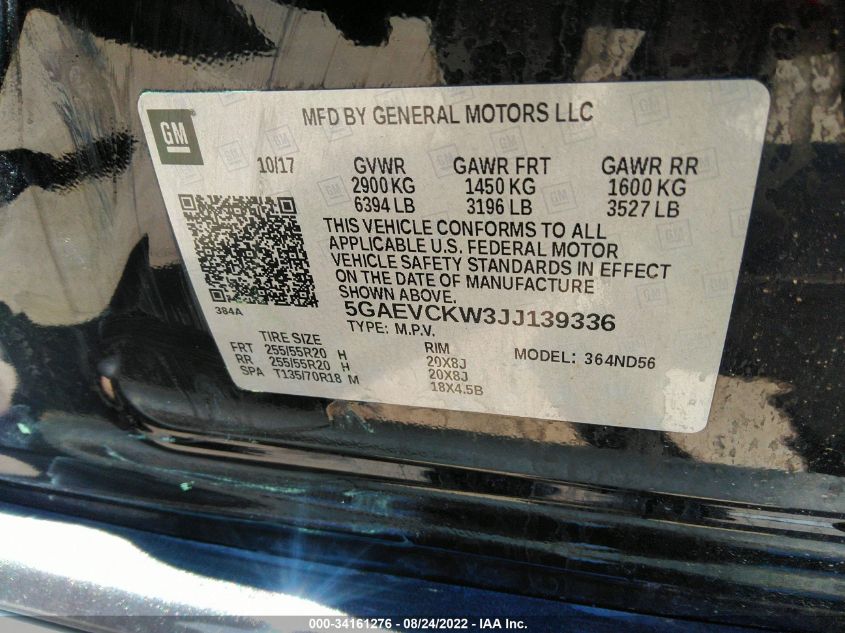 GM
MFD BY GENERAL MOTORS LLC
10/17 GVWR GAWR FRT GAWR RR
2900 KG 1450 KG 1600 KG
6394 LB 3196 LB 3527 LB
THIS VEHICLE CONFORMS TO ALL
APPLICABLE U.S. FEDERAL MOTOR
VEHICLE SAFETY STANDARDS IN EFFECT
ON THE DATE OF MANUFACTURE
SHOWN ABOVE.
384A
5GAEVCKW3JJ139336
TYPE: M.P.V.
TIRE SIZE RIM MODEL: 364ND56
FRT 255/55R20 H 20X8J
RR 255/55R20 H 20X8J
SPA T135/70R18 M 18X4.5B
000-34161276 - 08/24/2022 - IAA Inc.